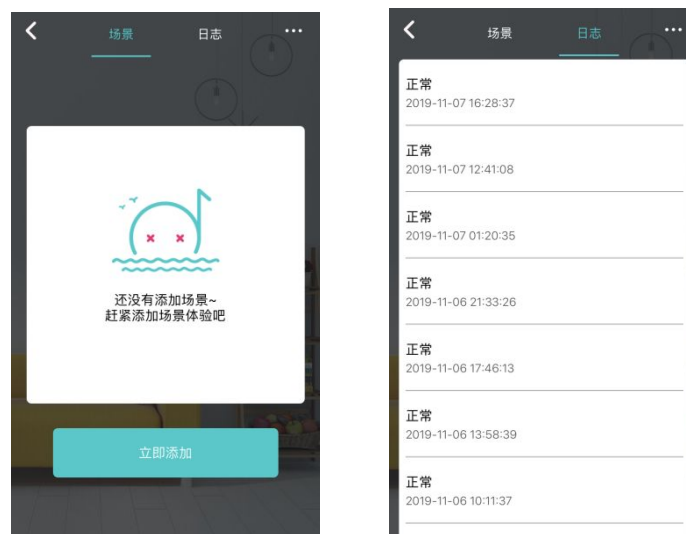 场景
日志
还没有添加场景~
赶紧添加场景体验吧
立即添加
场景
日志
正常
2019-11-07 16:28:37
正常
2019-11-07 12:41:08
正常
2019-11-07 01:20:35
正常
2019-11-06 21:33:26
正常
2019-11-06 17:46:13
正常
2019-11-06 13:58:39
正常
2019-11-06 10:11:37